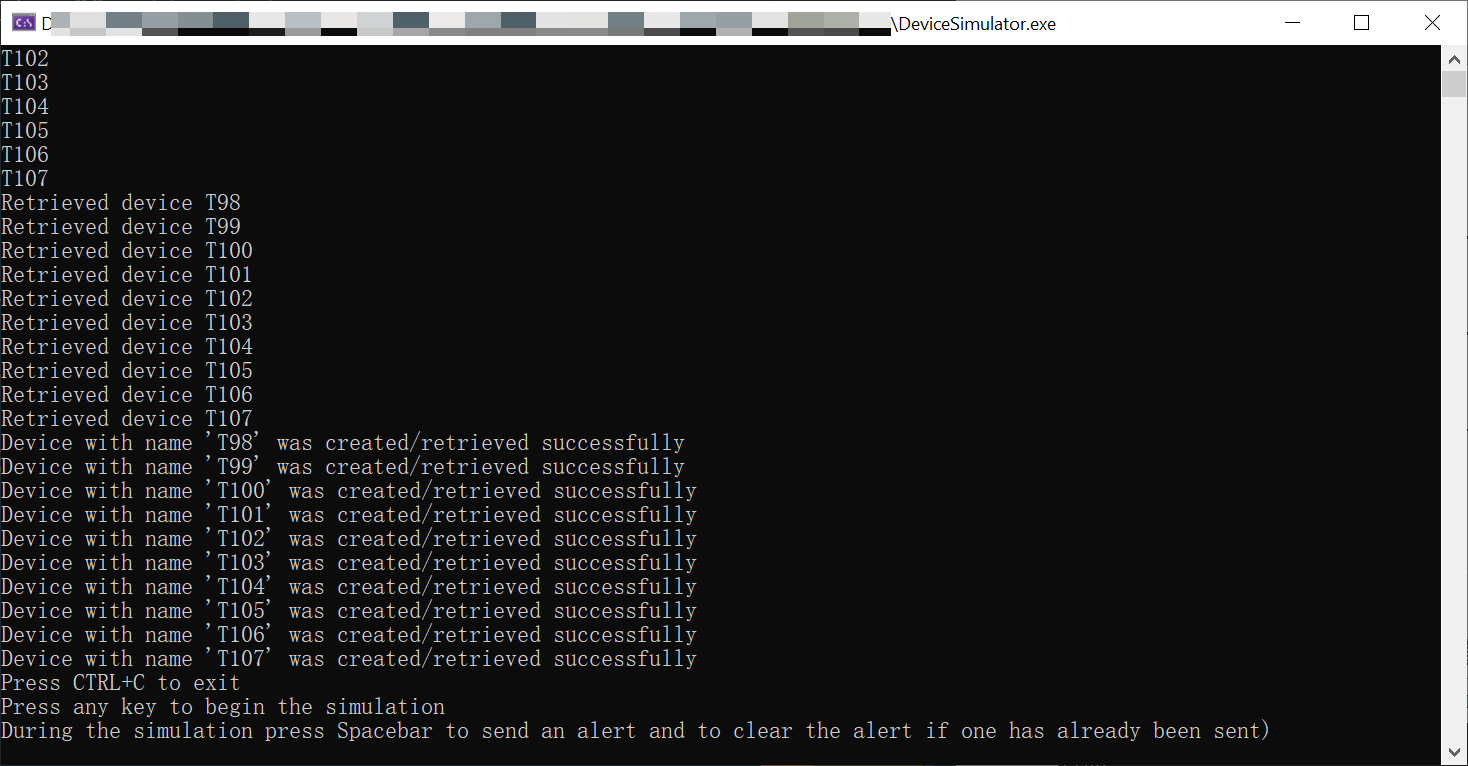 D \DeviceSimulator.exe
T102
T103
T104
T105
T106
T107
Retrieved device T98
Retrieved device T99
Retrieved device T100
Retrieved device T101
Retrieved device T102
Retrieved device T103
Retrieved device T104
Retrieved device T105
Retrieved device T106
Retrieved device T107
Device with name 'T98' was created/retrieved successfully
Device with name 'T99' was created/retrieved successfully
Device with name 'T100' was created/retrieved successfully
Device with name 'T101' was created/retrieved successfully
Device with name 'T102' was created/retrieved successfully
Device with name 'T103' was created/retrieved successfully
Device with name 'T104' was created/retrieved successfully
Device with name 'T105' was created/retrieved successfully
Device with name 'T106' was created/retrieved successfully
Device with name 'T107' was created/retrieved successfully
Press CTRL+C to exit
Press any key to begin the simulation
During the simulation press Spacebar to send an alert and to clear the alert if one has already been sent)